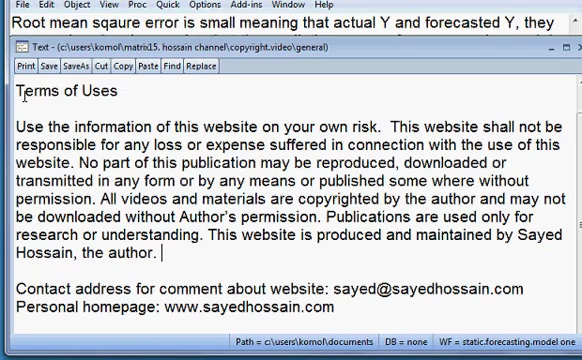 File Edit Object View Proc Quick Options Add-ins Window Help
Root mean sqaure error is small meaning that actual Y and forecasted Y, they
Text - (c:\users\komol\matrix15. hossain channel\copyright.video\general)
Print Save SaveAs Cut Copy Paste Find Replace
Terms of Uses
Use the information of this website on your own risk.  This website shall not be
responsible for any loss or expense suffered in connection with the use of this
website. No part of this publication may be reproduced, downloaded or
transmitted in any form or by any means or published some where without
permission. All videos and materials are copyrighted by the author and may not
be downloaded without Author's permission. Publications are used only for
research or understanding. This website is produced and maintained by Sayed
Hossain, the author.
Contact address for comment about website: sayed@sayedhossain.com
Personal homepage: www.sayedhossain.com
Path = c:\users\komol\documents DB = none WF = static.forecasting.model one